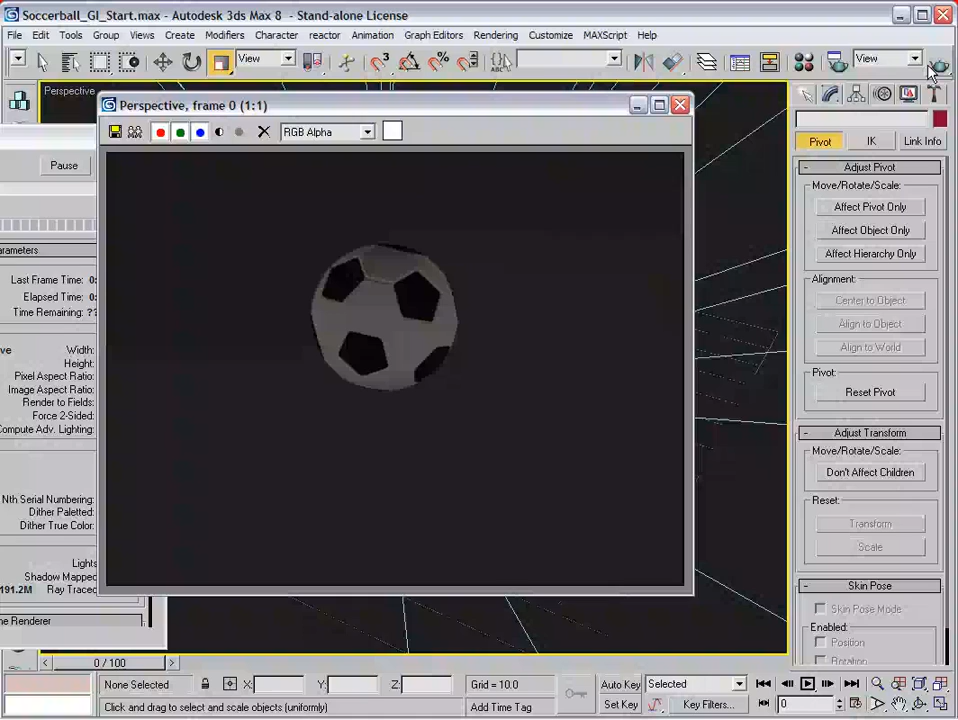 Soccerball_GI_Start.max - Autodesk 3ds Max 8 - Stand-alone License
File Edit Tools Group Views Create Modifiers Character reactor Animation Graph Editors Rendering Customize MAXScript Help
View
View
Perspective
Perspective, frame 0 (1:1)
RGB Alpha
Pause
arameters
Last Frame Time: 0:
Elapsed Time: 0:
Time Remaining: ??
ve Width:
Height:
Pixel Aspect Ratio:
Image Aspect Ratio:
Render to Fields:
Force 2-Sided:
Compute Adv. Lighting:
Nth Serial Numbering:
Dither Paletted:
Dither True Color:
Lights
Shadow Mapped
191.2M Ray Traced
ne Renderer
Pivot IK Link Info
- Adjust Pivot
Move/Rotate/Scale:
Affect Pivot Only
Affect Object Only
Affect Hierarchy Only
Alignment:
Center to Object
Align to Object
Align to World
Pivot:
Reset Pivot
- Adjust Transform
Move/Rotate/Scale:
Don't Affect Children
Reset:
Transform
Scale
- Skin Pose
Skin Pose Mode
Enabled:
Position
Rotation
0 / 100
None Selected X: Y: Z: Grid = 10.0 Auto Key Selected
Click and drag to select and scale objects (uniformly) Add Time Tag Set Key Key Filters... 0